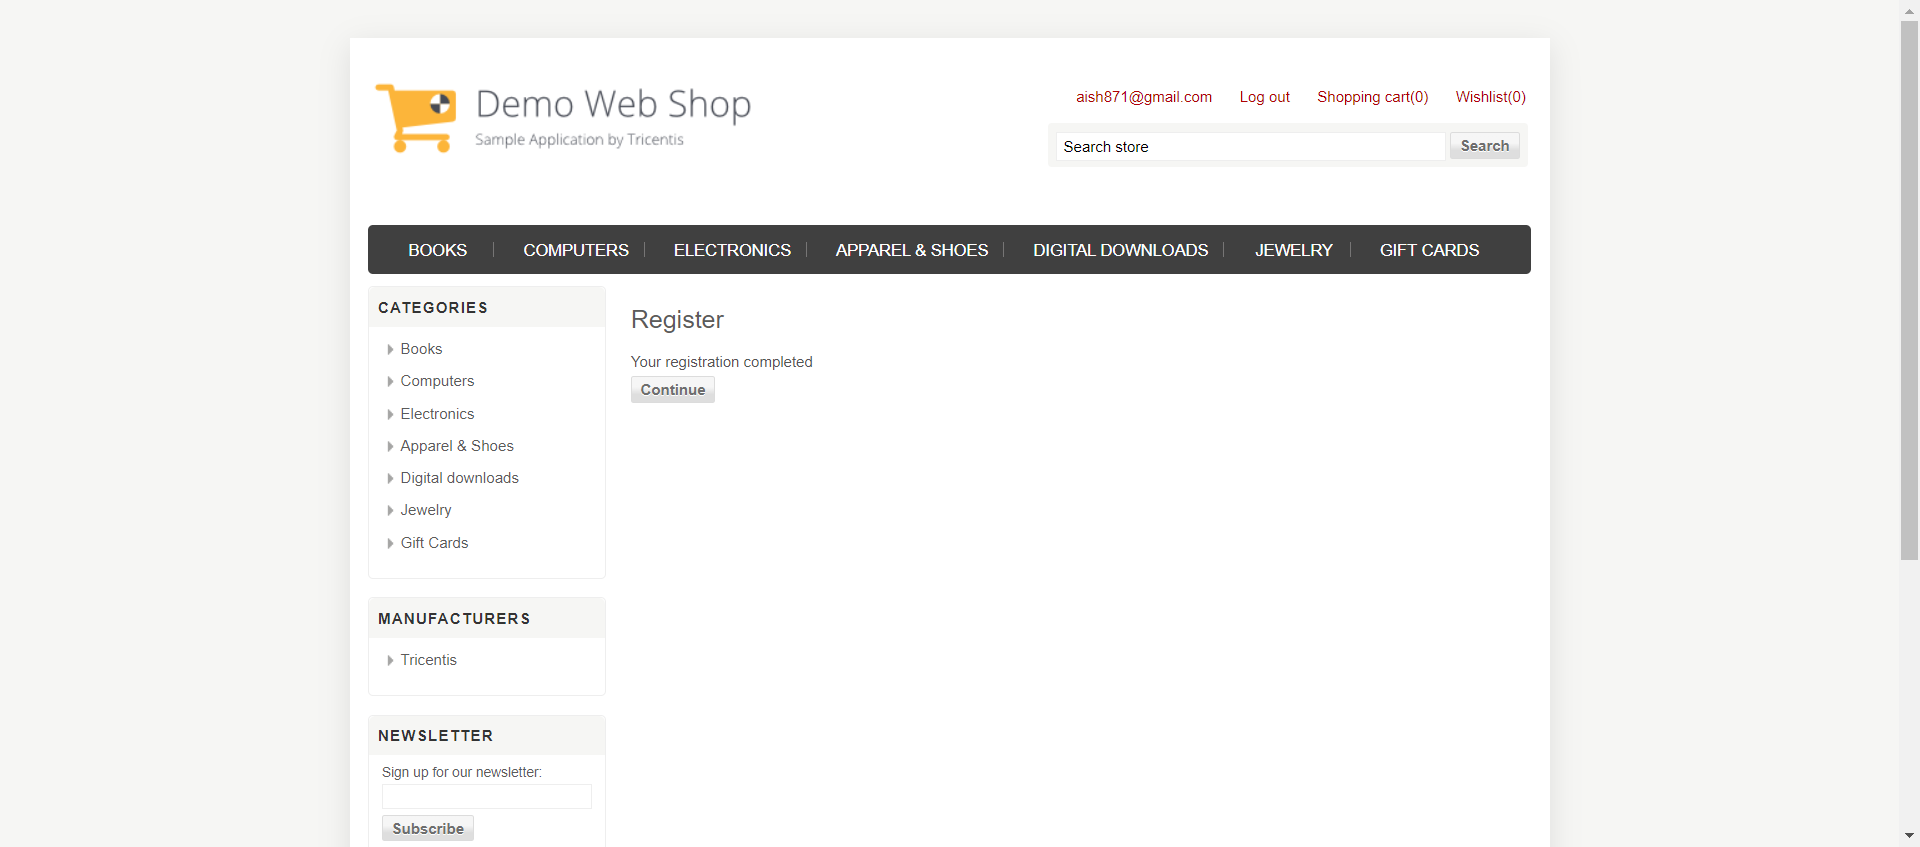 Demo Web Shop
Sample Application by Tricentis
aish871@gmail.com Log out Shopping cart(0) Wishlist(0)
Search store Search
BOOKS COMPUTERS ELECTRONICS APPAREL & SHOES DIGITAL DOWNLOADS JEWELRY GIFT CARDS
CATEGORIES
Books
Computers
Electronics
Apparel & Shoes
Digital downloads
Jewelry
Gift Cards
MANUFACTURERS
Tricentis
NEWSLETTER
Sign up for our newsletter:
Subscribe
Register
Your registration completed
Continue